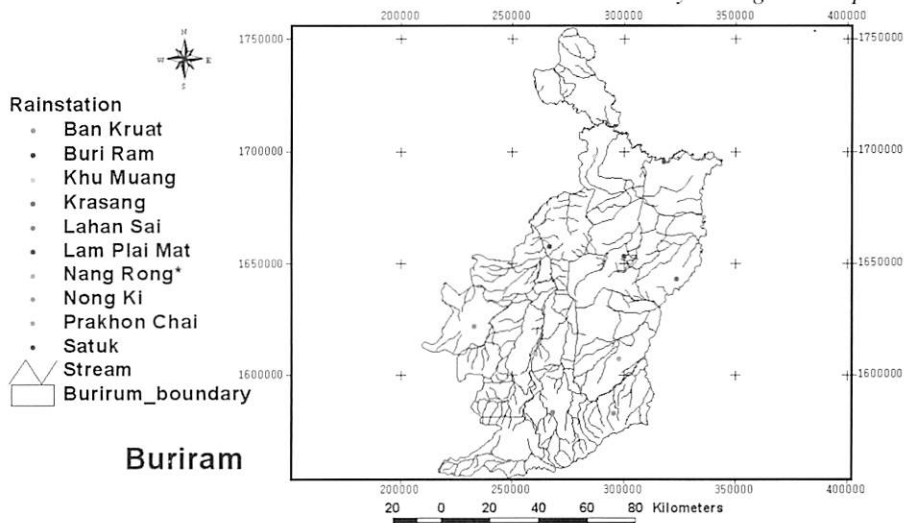 200000 250000 300000 350000 400000
N
W E
S
Rainstation
Ban Kruat
Buri Ram
Khu Muang
Krasang
Lahan Sai
Lam Plai Mat
Nang Rong*
Nong Ki
Prakhon Chai
Satuk
Stream
Burirum_boundary
Buriram
1750000 1750000
1700000 1700000
1650000 1650000
1600000 1600000
200000 250000 300000 350000 400000
20 0 20 40 60 80 Kilometers